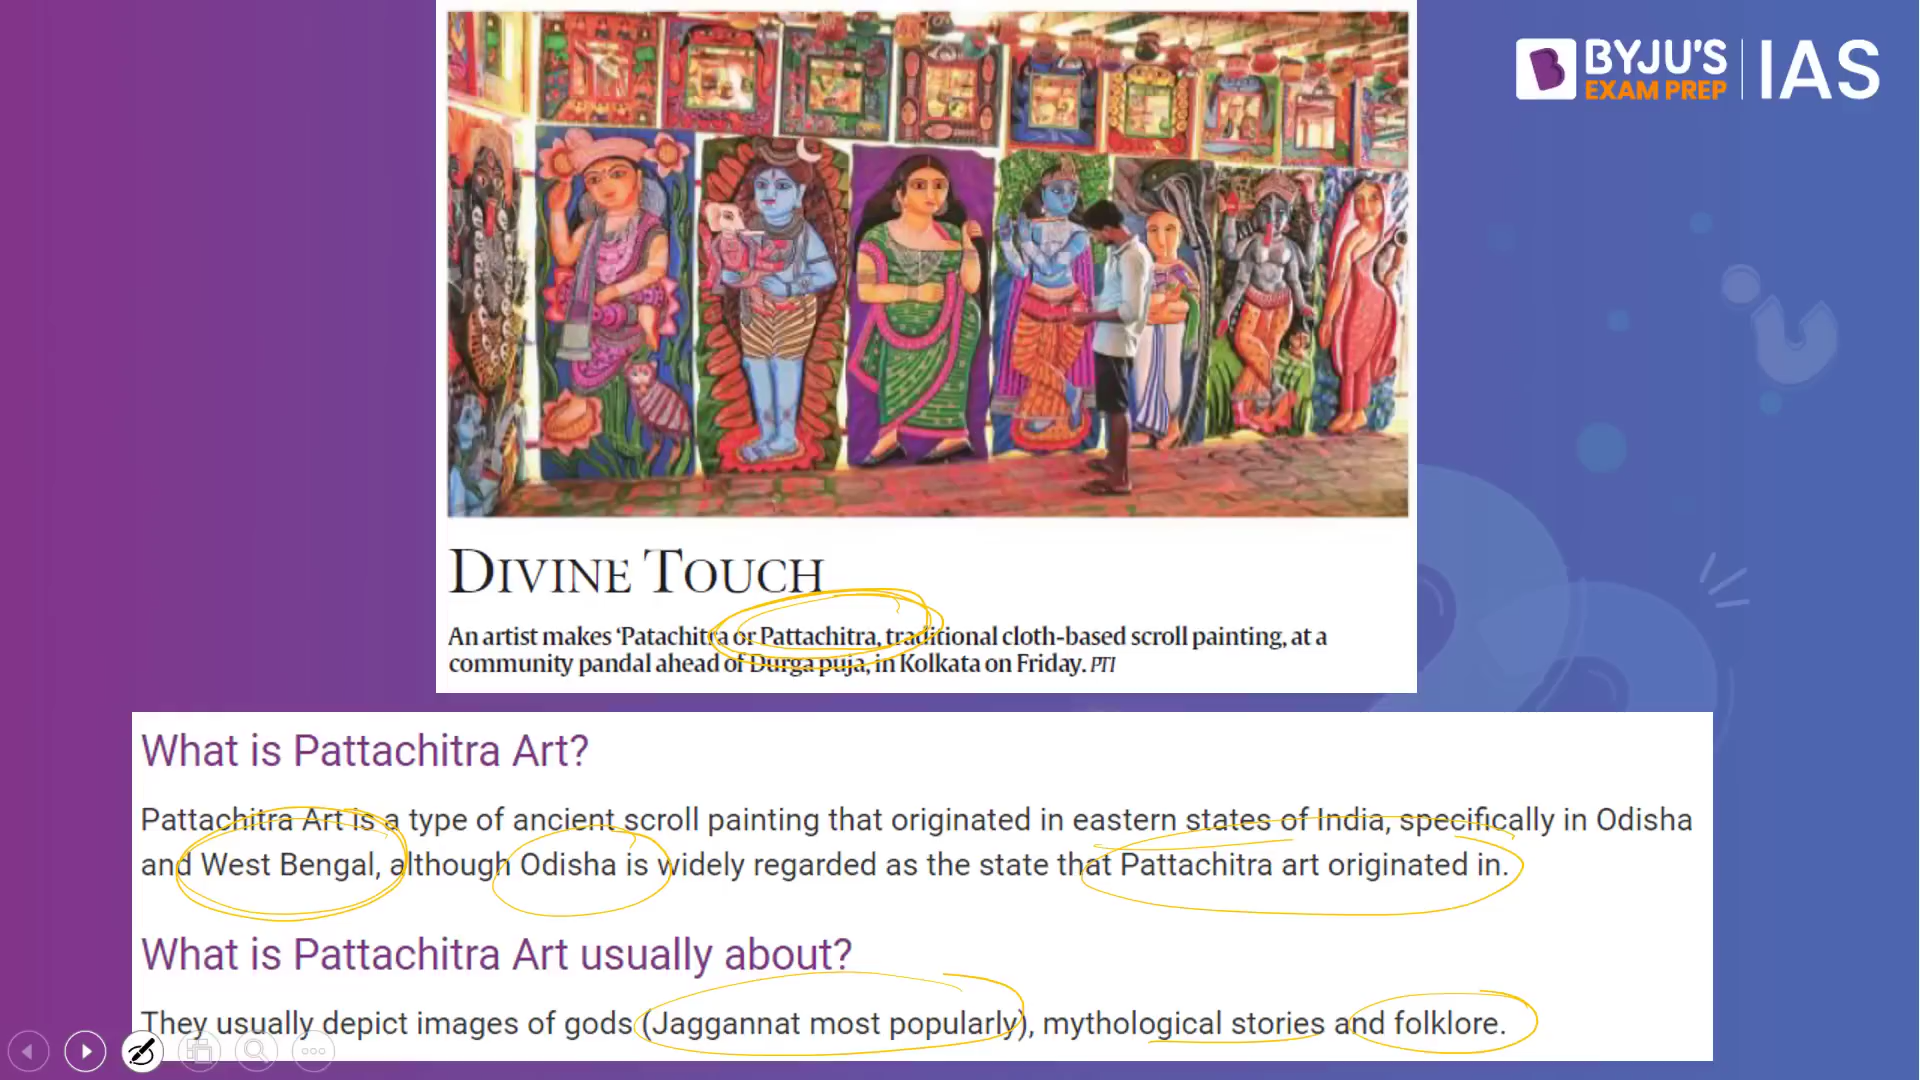 BYJU'S
EXAM PREP
IAS
DIVINE TOUCH
An artist makes ‘Patachitra or Pattachitra, traditional cloth-based scroll painting, at a
community pandal ahead of Durga puja, in Kolkata on Friday. PTI
What is Pattachitra Art?
Pattachitra Art is a type of ancient scroll painting that originated in eastern states of India, specifically in Odisha
and West Bengal, although Odisha is widely regarded as the state that Pattachitra art originated in.
What is Pattachitra Art usually about?
They usually depict images of gods (Jaggannat most popularly), mythological stories and folklore.